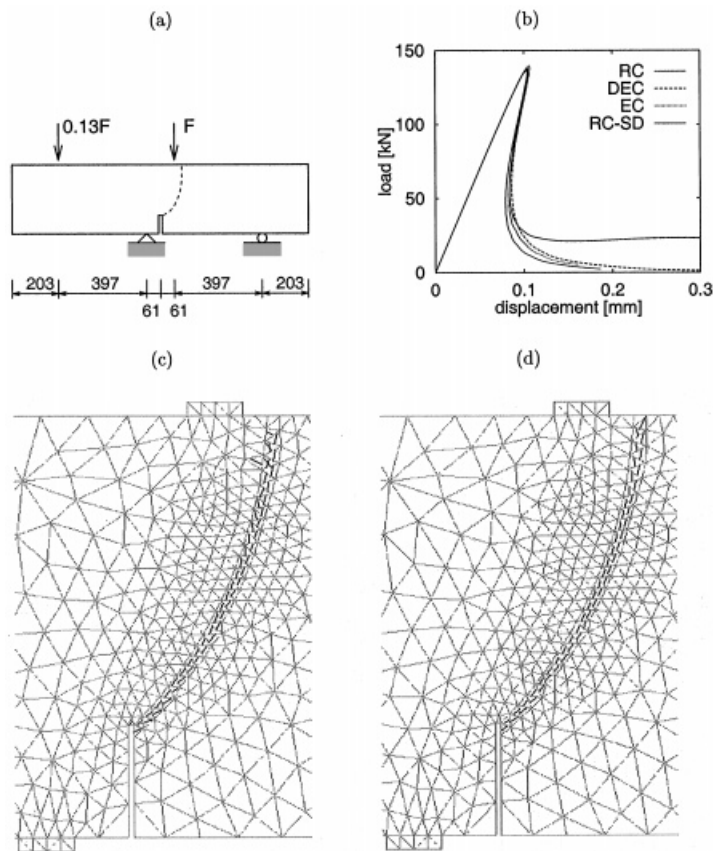 (a)
0.13F
F
203
397
61
61
397
203
(b)
load [kN]
150
100
50
0
RC
DEC
EC
RC-SD
0
0.1
0.2
0.3
displacement [mm]
(c)
(d)